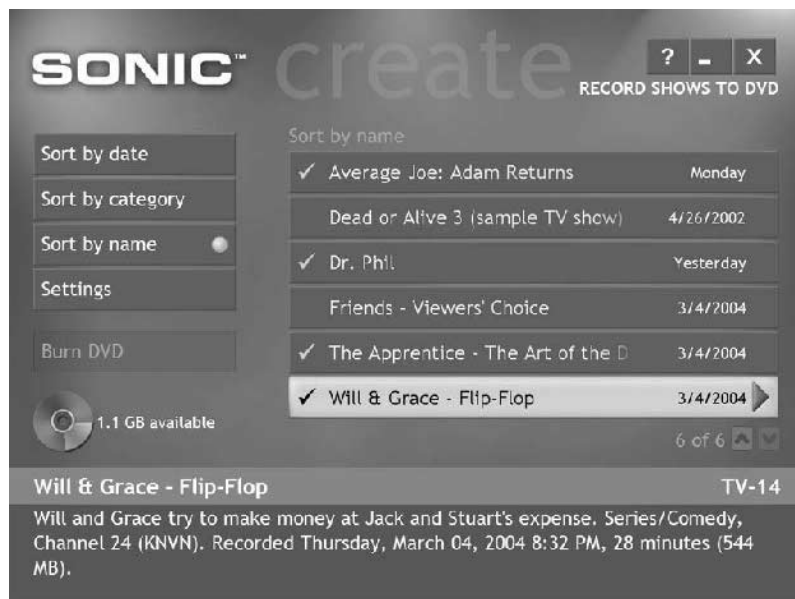 SONIC™
create
? - X
RECORD SHOWS TO DVD
Sort by date
Sort by category
Sort by name
Settings
Burn DVD
1.1 GB available
Sort by name
✓ Average Joe: Adam Returns Monday
Dead or Alive 3 (sample TV show) 4/26/2002
✓ Dr. Phil Yesterday
Friends - Viewers' Choice 3/4/2004
✓ The Apprentice - The Art of the D 3/4/2004
✓ Will & Grace - Flip-Flop 3/4/2004
6 of 6
Will & Grace - Flip-Flop TV-14
Will and Grace try to make money at Jack and Stuart's expense. Series/Comedy,
Channel 24 (KNVN). Recorded Thursday, March 04, 2004 8:32 PM, 28 minutes (544
MB).